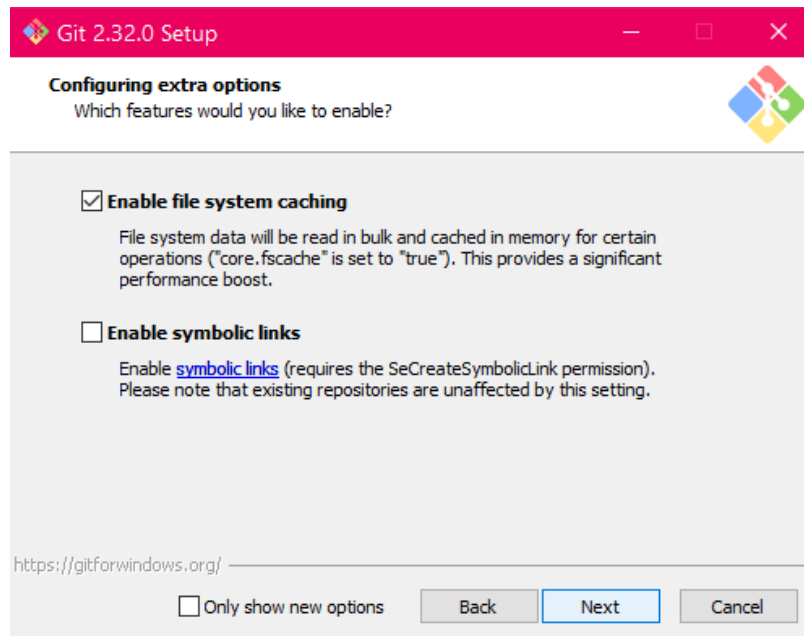 Git 2.32.0 Setup
Configuring extra options
Which features would you like to enable?
Enable file system caching
File system data will be read in bulk and cached in memory for certain
operations ("core.fscache" is set to "true"). This provides a significant
performance boost.
Enable symbolic links
Enable symbolic links (requires the SeCreateSymbolicLink permission).
Please note that existing repositories are unaffected by this setting.
https://gitforwindows.org/
Only show new options Back Next Cancel